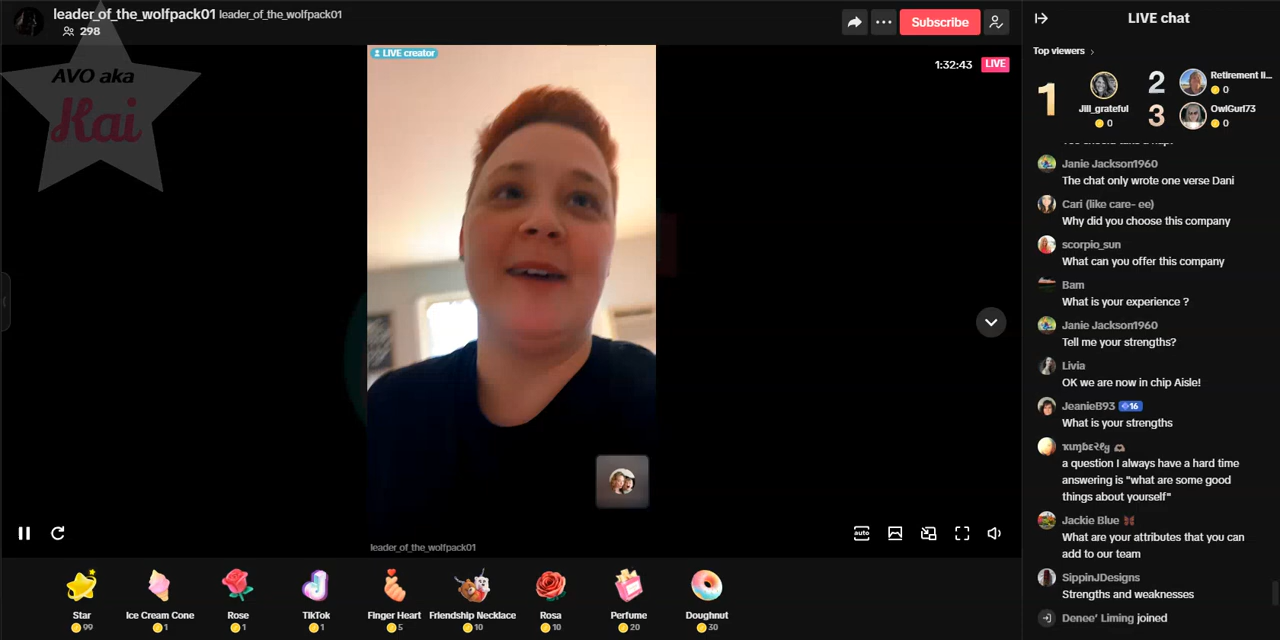 leader_of_the_wolfpack01 leader_of_the_wolfpack01
298
Subscribe
AVO aka
Kai
LIVE creator
1:32:43 LIVE
leader_of_the_wolfpack01
auto
Star
99
Ice Cream Cone
1
Rose
1
TikTok
1
Finger Heart
5
Friendship Necklace
10
Rosa
10
Perfume
20
Doughnut
30
LIVE chat
Top viewers
1
Jill_grateful
0
2
Retirement li...
0
3
OwlGurl73
0
Janie Jackson1960
The chat only wrote one verse Dani
Cari (like care- ee)
Why did you choose this company
scorpio_sun
What can you offer this company
Bam
What is your experience ?
Janie Jackson1960
Tell me your strengths?
Livia
OK we are now in chip Aisle!
JeanieB93 16
What is your strengths
a question I always have a hard time
answering is "what are some good
things about yourself"
Jackie Blue
What are your attributes that you can
add to our team
SippinJDesigns
Strengths and weaknesses
Denee' Liming joined